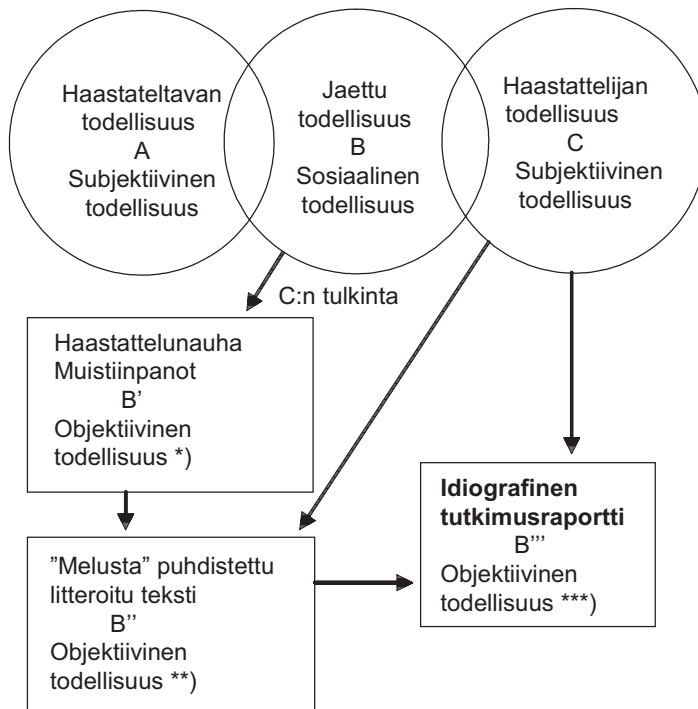 Haastateltavan
todellisuus
A
Subjektiivinen
todellisuus
Jaettu
todellisuus
B
Sosiaalinen
todellisuus
Haastattelijan
todellisuus
C
Subjektiivinen
todellisuus
C:n tulkinta
Haastattelunauha
Muistiinpanot
B'
Objektiivinen
todellisuus *)
"Melusta" puhdistettu
litteroitu teksti
B''
Objektiivinen
todellisuus **)
Idiografinen
tutkimusraportti
B'''
Objektiivinen
todellisuus ***)